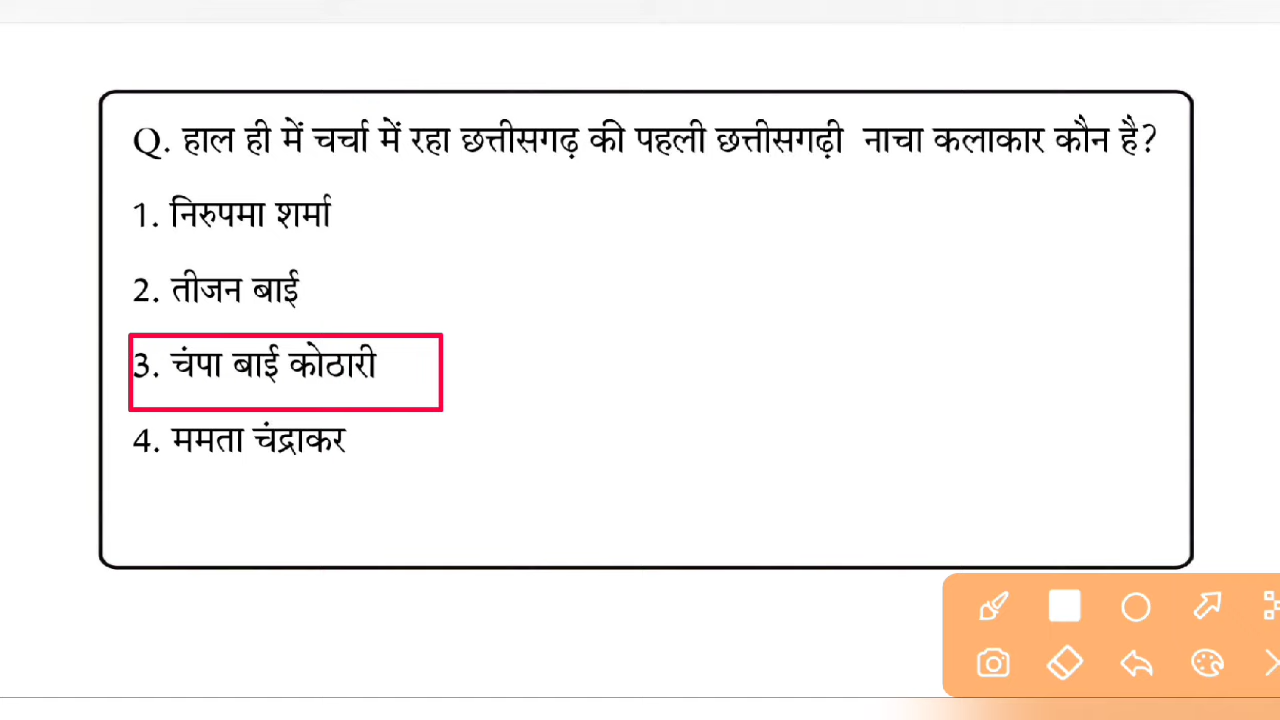 Q. हाल ही में चर्चा में रहा छत्तीसगढ़ की पहली छत्तीसगढ़ी नाचा कलाकार कौन है?
1. निरुपमा शर्मा
2. तीजन बाई
3. चंपा बाई कोठारी
4. ममता चंद्राकर